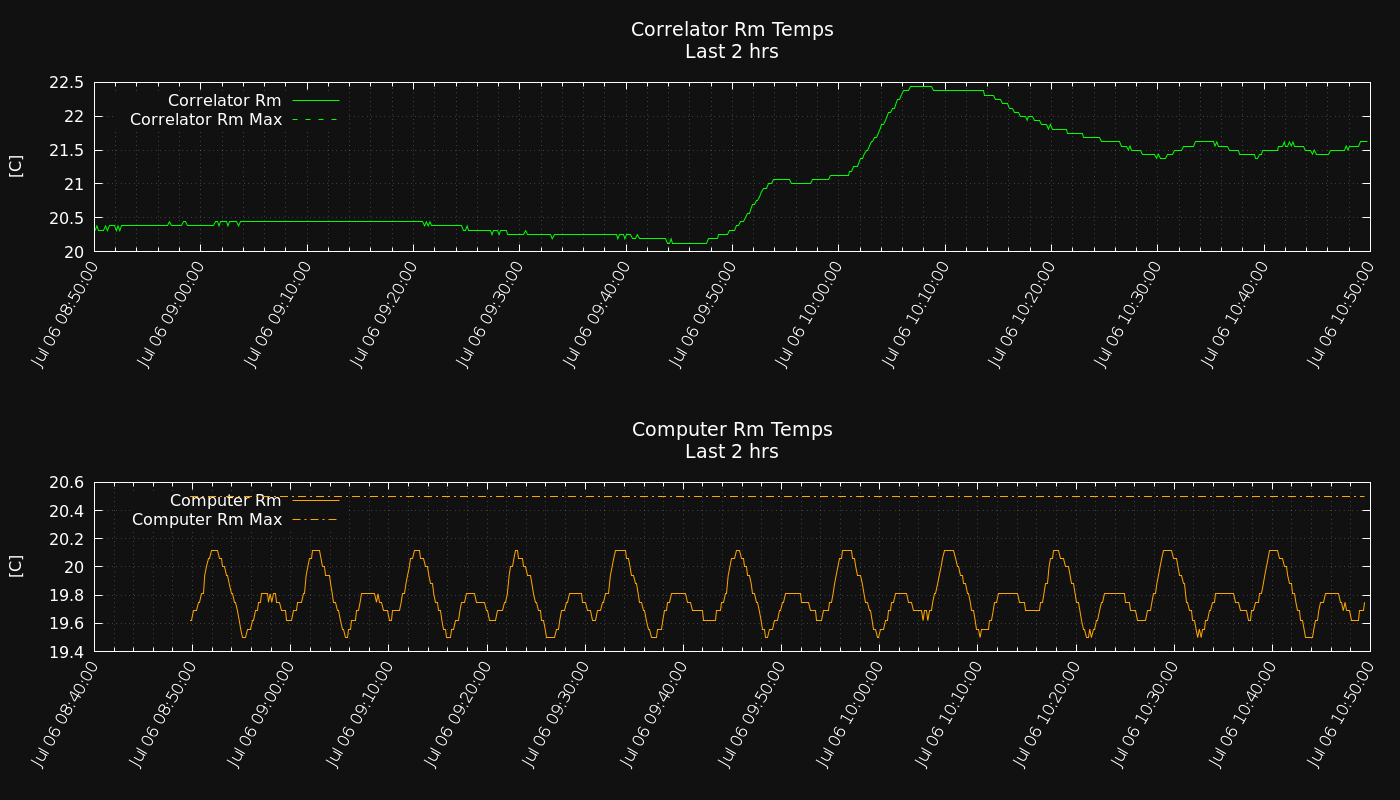 Correlator Rm Temps
Last 2 hrs
22.5
22
21.5
21
20.5
20
[C]
Correlator Rm
Correlator Rm Max
Jul 06 08:50:00
Jul 06 09:00:00
Jul 06 09:10:00
Jul 06 09:20:00
Jul 06 09:30:00
Jul 06 09:40:00
Jul 06 09:50:00
Jul 06 10:00:00
Jul 06 10:10:00
Jul 06 10:20:00
Jul 06 10:30:00
Jul 06 10:40:00
Jul 06 10:50:00
Computer Rm Temps
Last 2 hrs
20.6
20.4
20.2
20
19.8
19.6
19.4
[C]
Computer Rm
Computer Rm Max
Jul 06 08:40:00
Jul 06 08:50:00
Jul 06 09:00:00
Jul 06 09:10:00
Jul 06 09:20:00
Jul 06 09:30:00
Jul 06 09:40:00
Jul 06 09:50:00
Jul 06 10:00:00
Jul 06 10:10:00
Jul 06 10:20:00
Jul 06 10:30:00
Jul 06 10:40:00
Jul 06 10:50:00